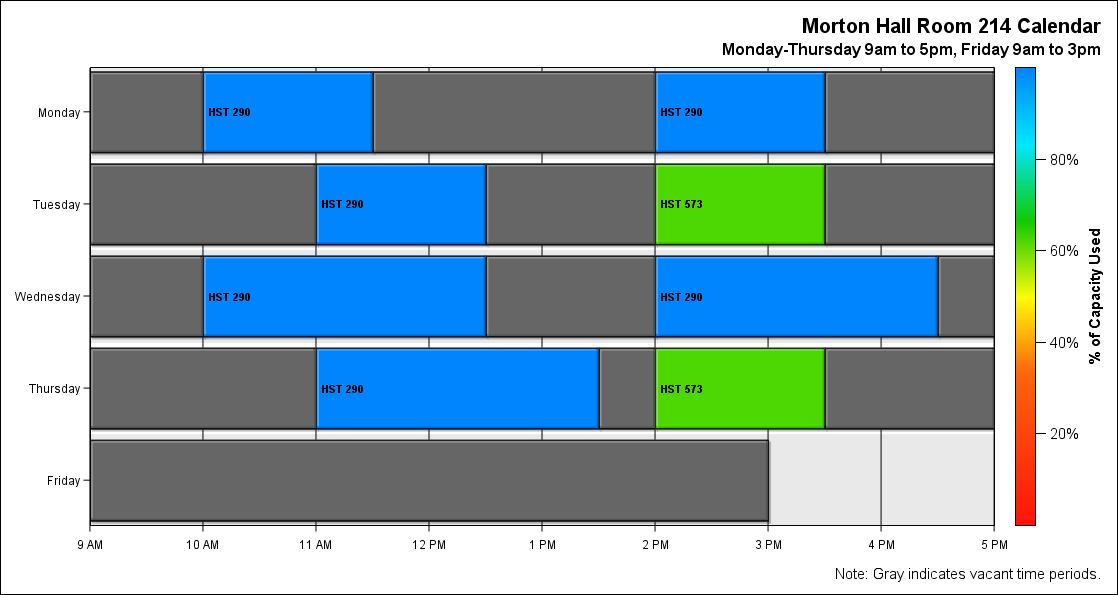 Morton Hall Room 214 Calendar
Monday-Thursday 9am to 5pm, Friday 9am to 3pm
Monday
HST 290
HST 290
Tuesday
HST 290
HST 573
Wednesday
HST 290
HST 290
Thursday
HST 290
HST 573
Friday
9 AM 10 AM 11 AM 12 PM 1 PM 2 PM 3 PM 4 PM 5 PM
80%
60%
40%
20%
% of Capacity Used
Note: Gray indicates vacant time periods.